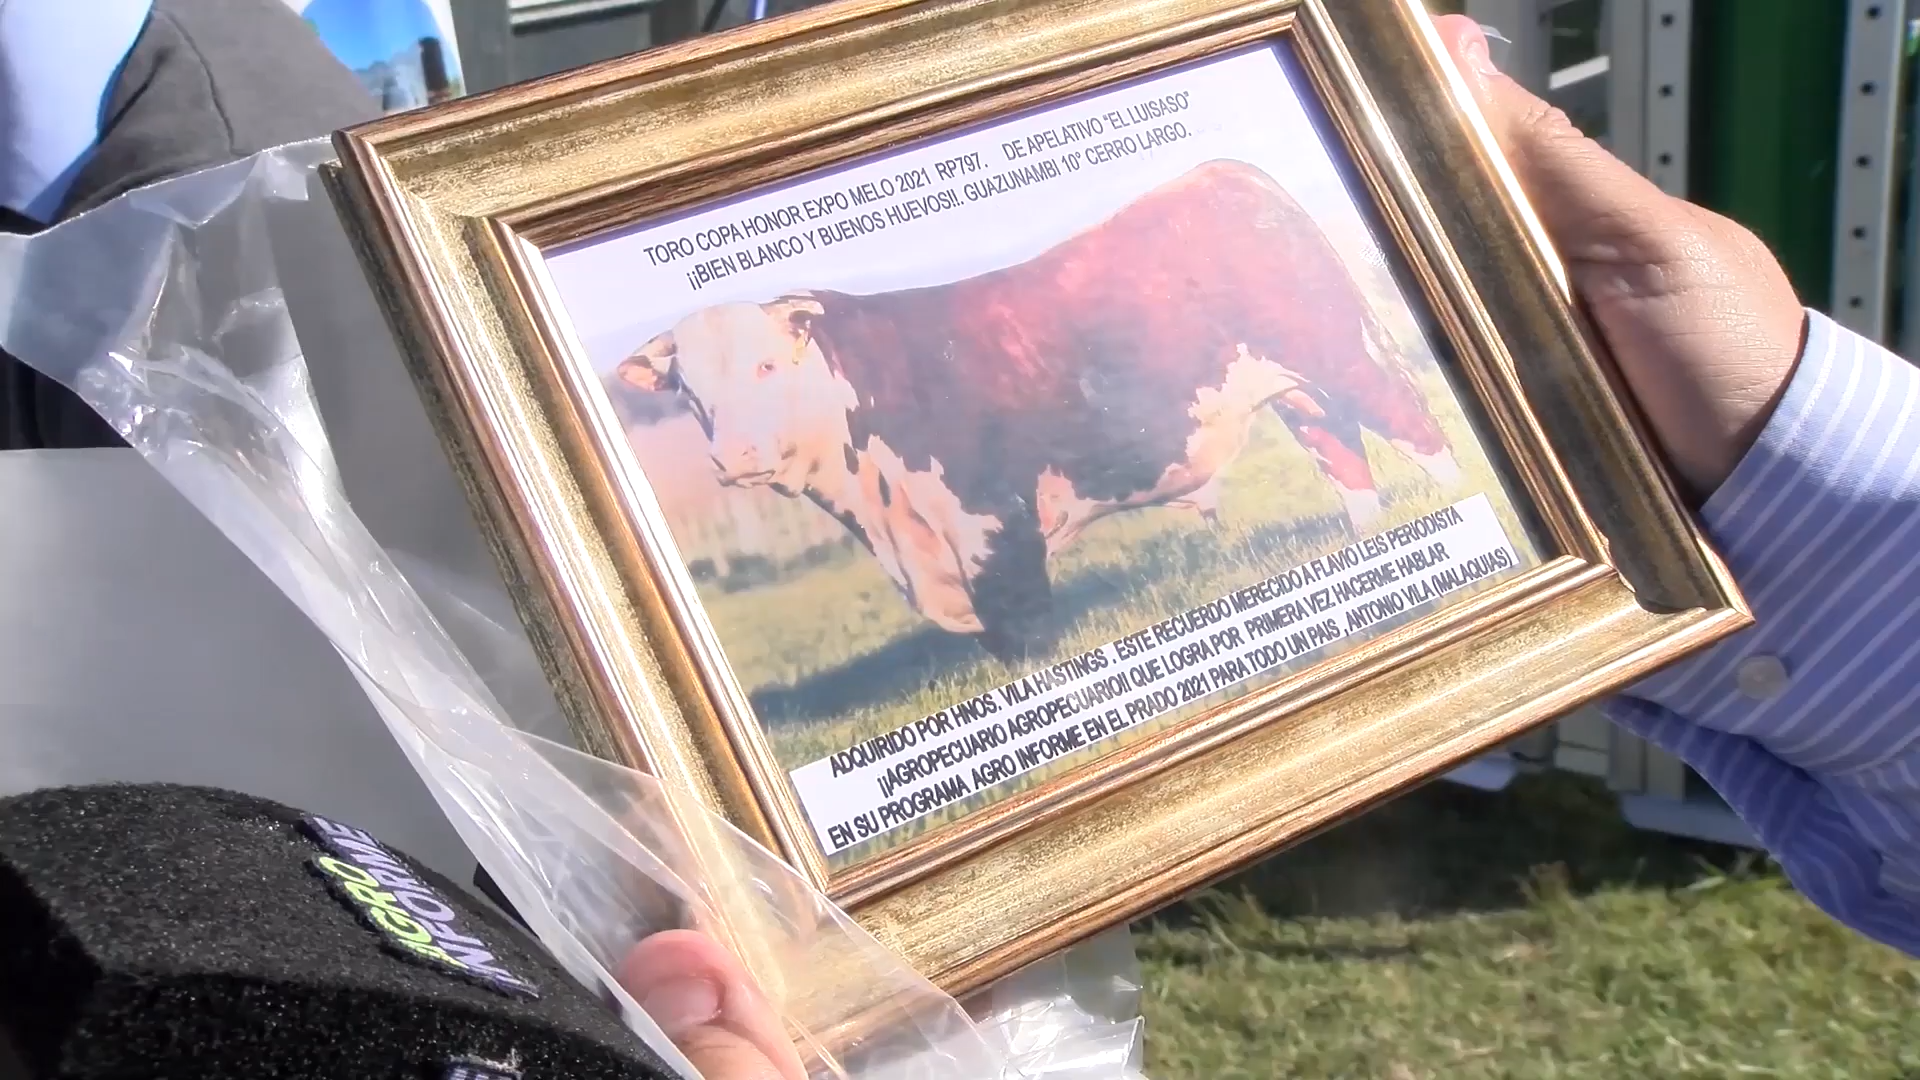 TORO COPA HONOR EXPO MELO 2021 RP797. DE APELATIVO "EL LUISASO"
¡¡BIEN BLANCO Y BUENOS HUEVOS!!. GUAZUNAMBI 10° CERRO LARGO.
ADQUIRIDO POR HNOS. VILA HASTINGS . ESTE RECUERDO MERECIDO A FLAVIO LEIS PERIODISTA
¡¡AGROPECUARIO AGROPECUARIO!! QUE LOGRA POR PRIMERA VEZ HACERME HABLAR
EN SU PROGRAMA AGRO INFORME EN EL PRADO 2021 PARA TODO UN PAIS , ANTONIO VILA (MALAQUIAS)
AGRO
INFORME